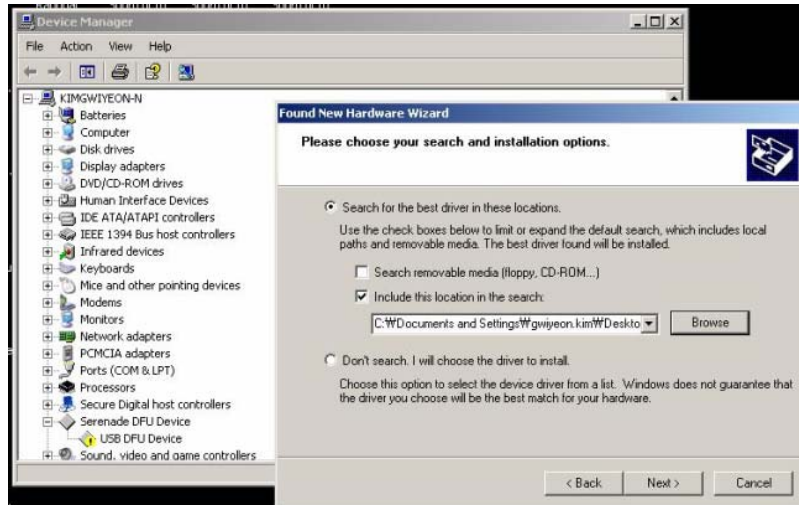 Device Manager
File Action View Help
KIMGWIYEON-N
Batteries
Computer
Disk drives
Display adapters
DVD/CD-ROM drives
Human Interface Devices
IDE ATA/ATAPI controllers
IEEE 1394 Bus host controllers
Infrared devices
Keyboards
Mice and other pointing devices
Modems
Monitors
Network adapters
PCMCIA adapters
Ports (COM & LPT)
Processors
Secure Digital host controllers
Serenade DFU Device
USB DFU Device
Sound, video and game controllers
Found New Hardware Wizard
Please choose your search and installation options.
Search for the best driver in these locations.
Use the check boxes below to limit or expand the default search, which includes local
paths and removable media. The best driver found will be installed.
Search removable media (floppy, CD-ROM...)
Include this location in the search:
C:₩Documents and Settings₩gwiyeon.kim₩Deskto
Browse
Don't search. I will choose the driver to install.
Choose this option to select the device driver from a list. Windows does not guarantee that
the driver you choose will be the best match for your hardware.
< Back Next > Cancel